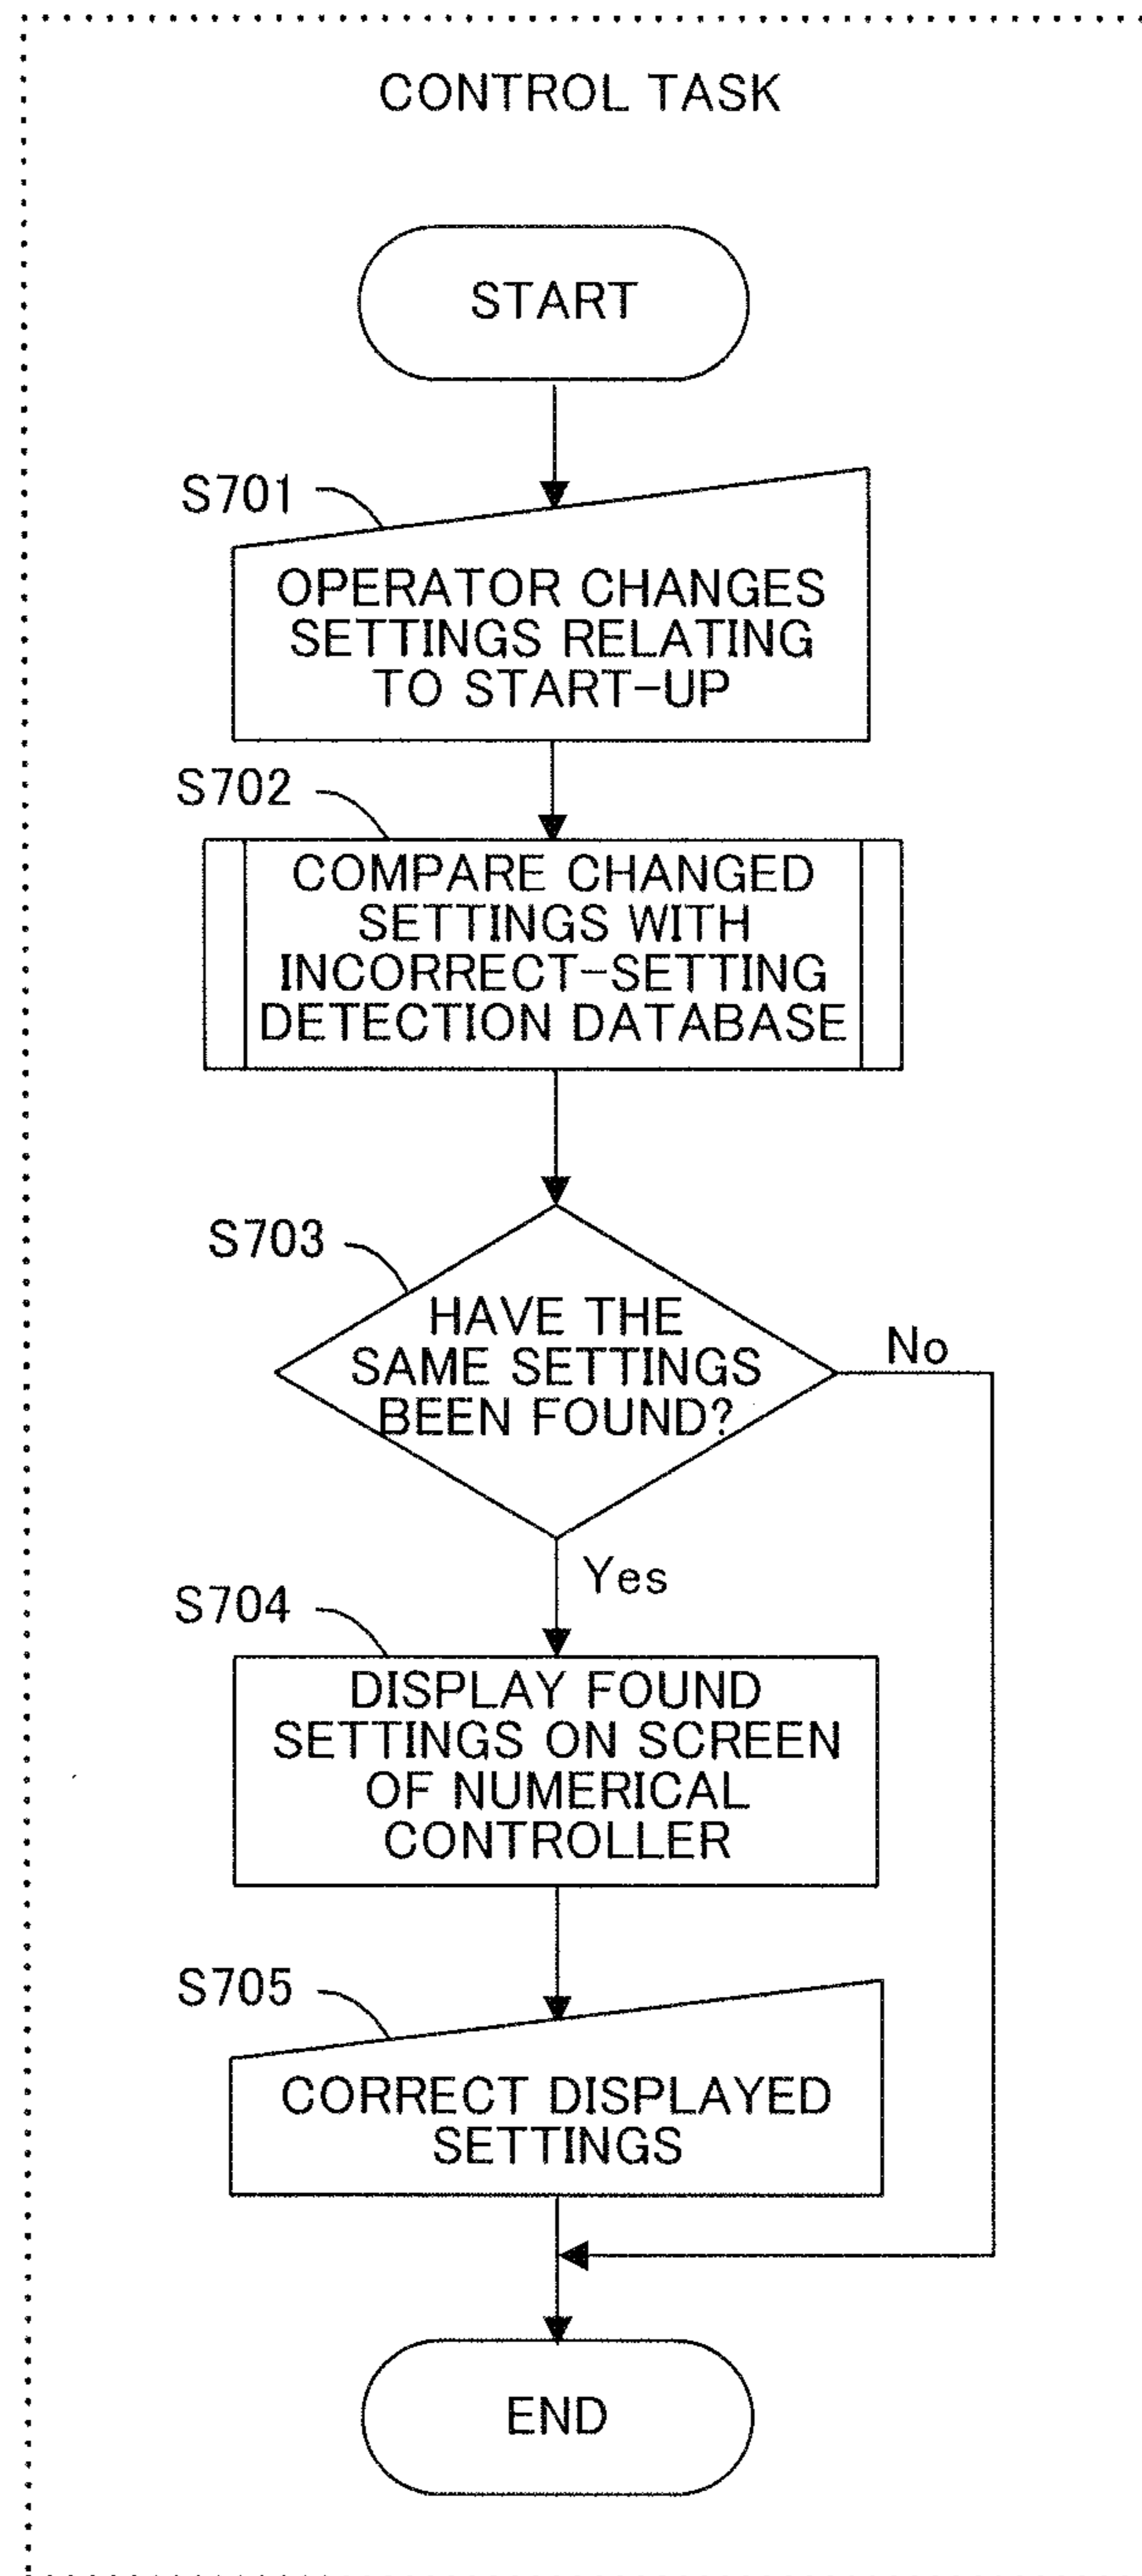 CONTROL TASK
START
S701
OPERATOR CHANGES
SETTINGS RELATING
TO START-UP
S702
COMPARE CHANGED
SETTINGS WITH
INCORRECT-SETTING
DETECTION DATABASE
S703
HAVE THE
SAME SETTINGS
BEEN FOUND?
No
Yes
S704
DISPLAY FOUND
SETTINGS ON SCREEN
OF NUMERICAL
CONTROLLER
S705
CORRECT DISPLAYED
SETTINGS
END